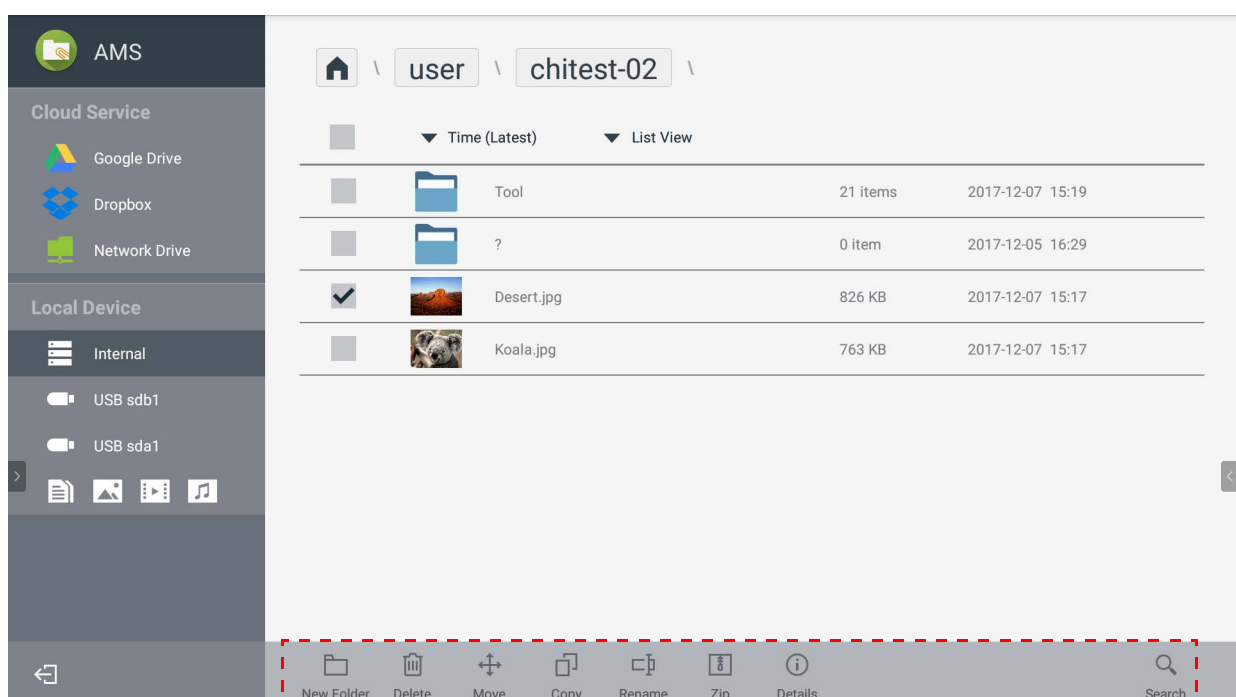 AMS
Cloud Service
Google Drive
Dropbox
Network Drive
Local Device
Internal
USB sdb1
USB sda1
\ user \ chitest-02 \
Time (Latest) List View
Tool 21 items 2017-12-07 15:19
? 0 item 2017-12-05 16:29
Desert.jpg 826 KB 2017-12-07 15:17
Koala.jpg 763 KB 2017-12-07 15:17
New Folder Delete Move Copy Rename Zip Details Search